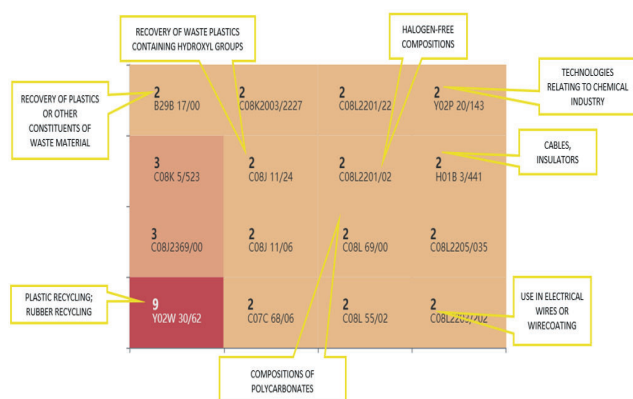 RECOVERY OF WASTE PLASTICS
CONTAINING HYDROXYL GROUPS
HALOGEN-FREE
COMPOSITIONS
TECHNOLOGIES
RELATING TO CHEMICAL
INDUSTRY
RECOVERY OF PLASTICS
OR OTHER
CONSTITUENTS OF
WASTE MATERIAL
2
B29B 17/00
2
C08K2003/2227
2
C08L2201/22
2
Y02P 20/143
CABLES,
INSULATORS
3
C08K 5/523
2
C08J 11/24
2
C08L2201/02
2
H01B 3/441
3
C08J2369/00
2
C08J 11/06
2
C08L 69/00
2
C08L2205/035
PLASTIC RECYCLING;
RUBBER RECYCLING
9
Y02W 30/62
2
C07C 68/06
2
C08L 55/02
2
C08L2203/202
USE IN ELECTRICAL
WIRES OR
WIRECOATING
COMPOSITIONS OF
POLYCARBONATES